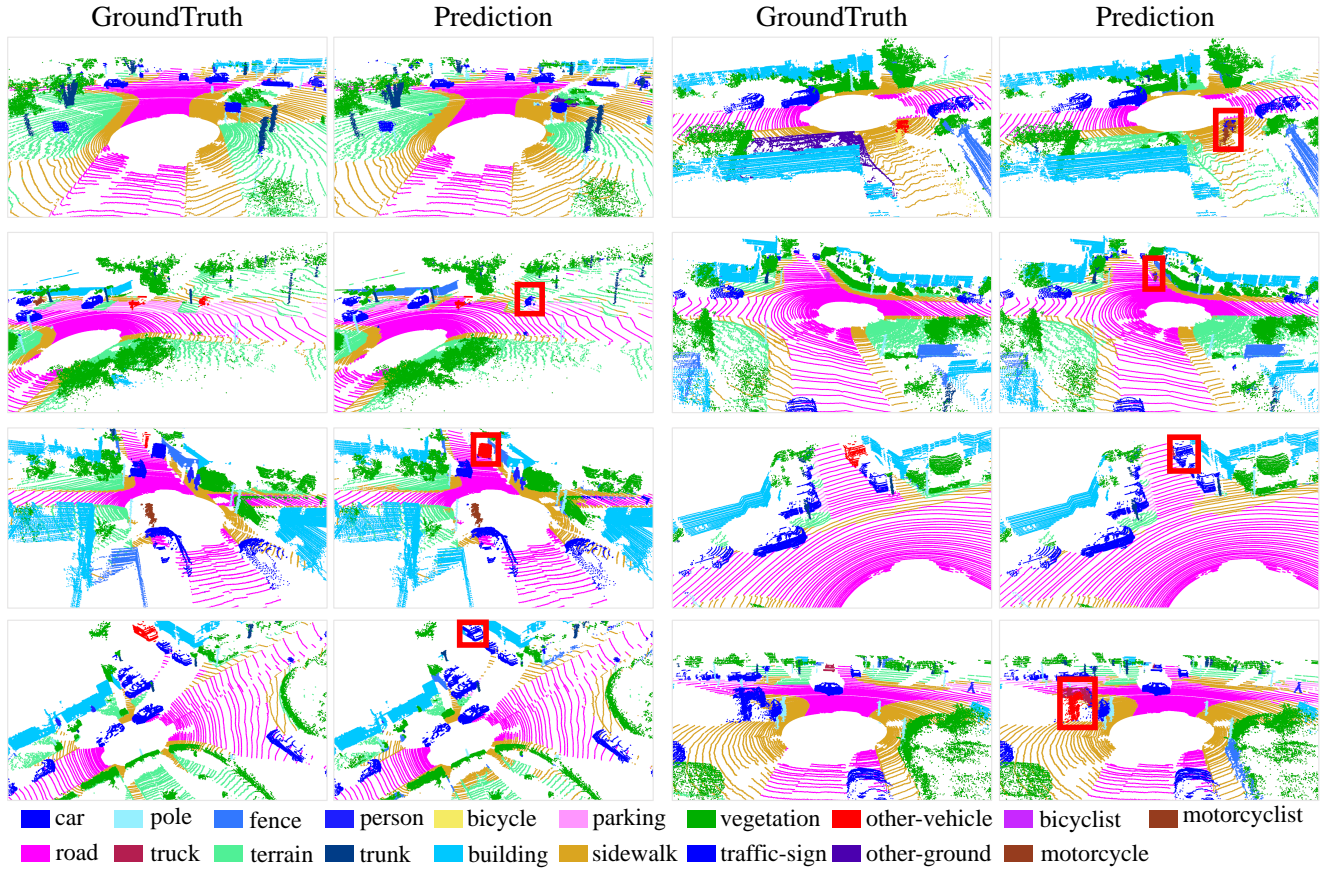 GroundTruth Prediction GroundTruth Prediction
car pole fence person bicycle parking vegetation other-vehicle bicyclist motorcyclist
road truck terrain trunk building sidewalk traffic-sign other-ground motorcycle